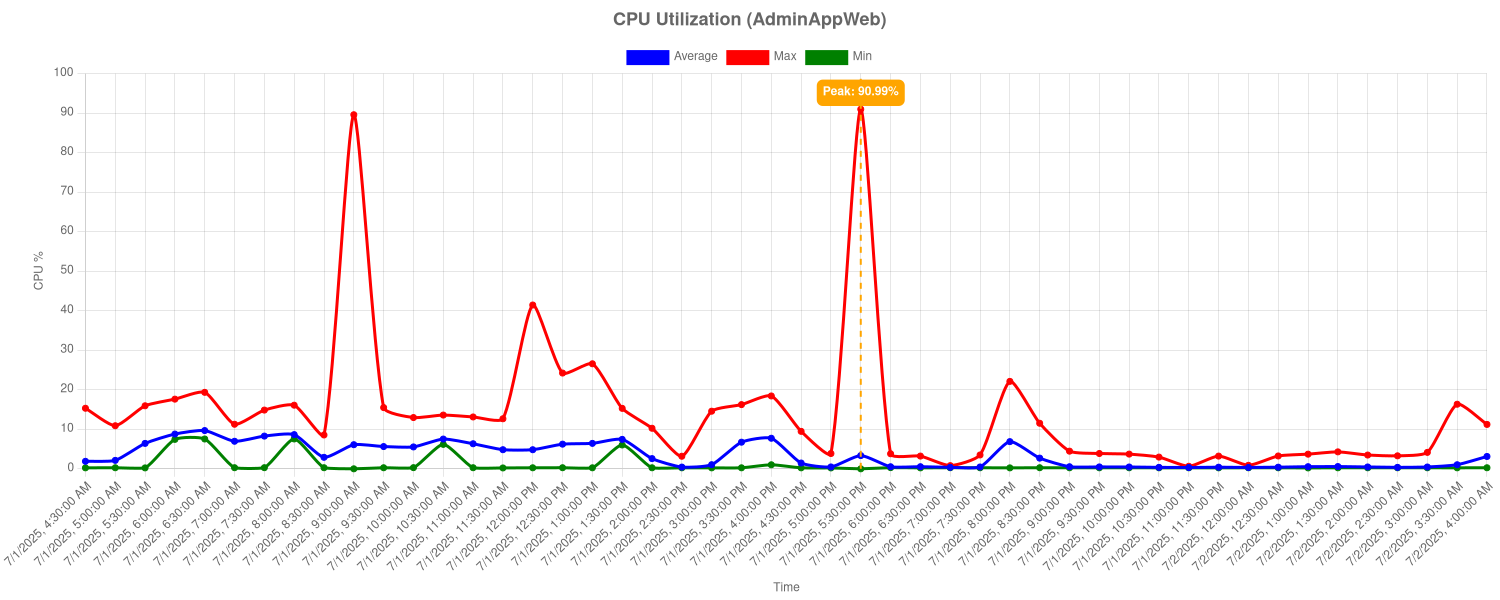 CPU Utilization (AdminAppWeb)
Average
Max
Min
100
90
80
70
60
50
40
30
20
10
0
CPU %
Peak: 90.99%
7/1/2025, 4:30:00 AM
7/1/2025, 5:00:00 AM
7/1/2025, 5:30:00 AM
7/1/2025, 6:00:00 AM
7/1/2025, 6:30:00 AM
7/1/2025, 7:00:00 AM
7/1/2025, 7:30:00 AM
7/1/2025, 8:00:00 AM
7/1/2025, 8:30:00 AM
7/1/2025, 9:00:00 AM
7/1/2025, 9:30:00 AM
7/1/2025, 10:00:00 AM
7/1/2025, 10:30:00 AM
7/1/2025, 11:00:00 AM
7/1/2025, 11:30:00 AM
7/1/2025, 12:00:00 PM
7/1/2025, 12:30:00 PM
7/1/2025, 1:00:00 PM
7/1/2025, 1:30:00 PM
7/1/2025, 2:00:00 PM
7/1/2025, 2:30:00 PM
7/1/2025, 3:00:00 PM
7/1/2025, 3:30:00 PM
7/1/2025, 4:00:00 PM
7/1/2025, 4:30:00 PM
7/1/2025, 5:00:00 PM
7/1/2025, 5:30:00 PM
7/1/2025, 6:00:00 PM
7/1/2025, 6:30:00 PM
7/1/2025, 7:00:00 PM
7/1/2025, 7:30:00 PM
7/1/2025, 8:00:00 PM
7/1/2025, 8:30:00 PM
7/1/2025, 9:00:00 PM
7/1/2025, 9:30:00 PM
7/1/2025, 10:00:00 PM
7/1/2025, 10:30:00 PM
7/1/2025, 11:00:00 PM
7/1/2025, 11:30:00 PM
7/2/2025, 12:00:00 AM
7/2/2025, 12:30:00 AM
7/2/2025, 1:00:00 AM
7/2/2025, 1:30:00 AM
7/2/2025, 2:00:00 AM
7/2/2025, 2:30:00 AM
7/2/2025, 3:00:00 AM
7/2/2025, 3:30:00 AM
7/2/2025, 4:00:00 AM
Time